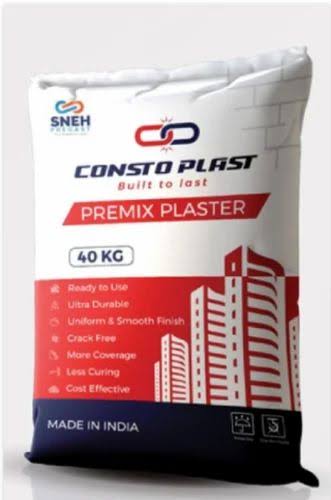 SNEH
PRECAST
CONSTO PLAST
Built to last
PREMIX PLASTER
40 KG
Ready to Use
Ultra Durable
Uniform & Smooth Finish
Crack Free
More Coverage
Less Curing
Cost Effective
MADE IN INDIA